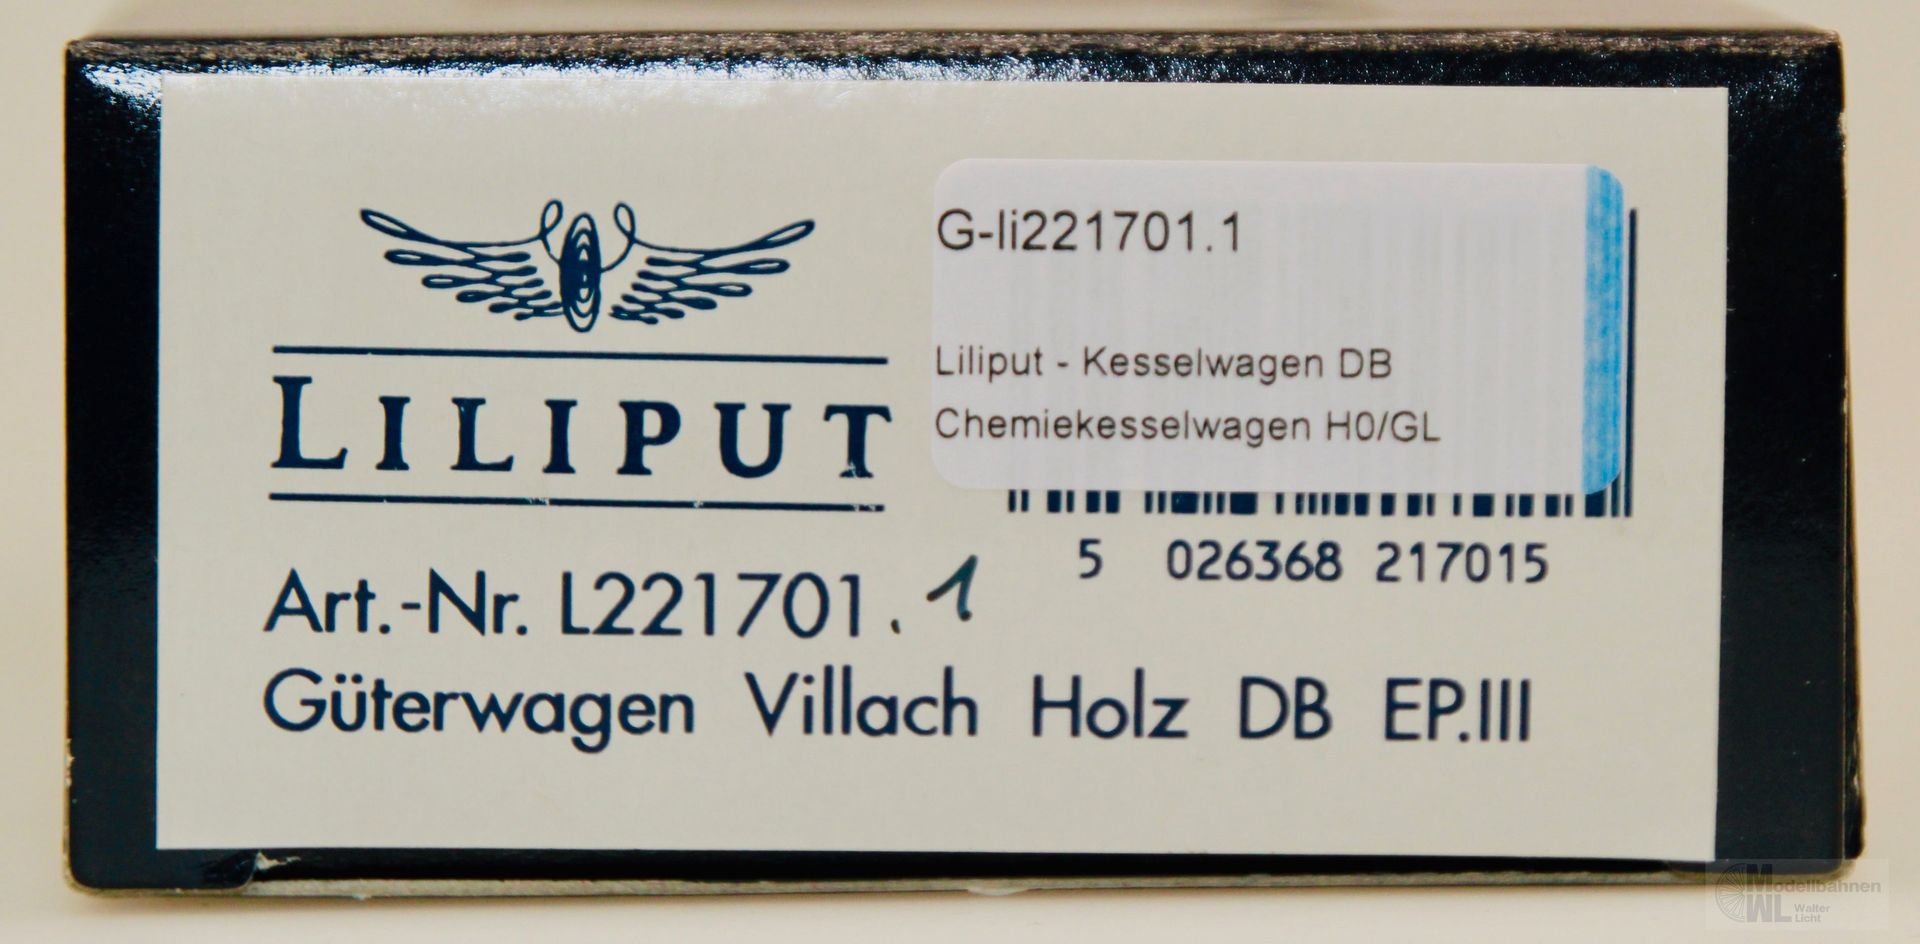 G-li221701.1
Liliput - Kesselwagen DB
Chemiekesselwagen H0/GL
LILIPUT
5 026368 217015
Art.-Nr. L221701.1
Güterwagen Villach Holz DB EP.III
Modellbahnen
WL Walter
Licht